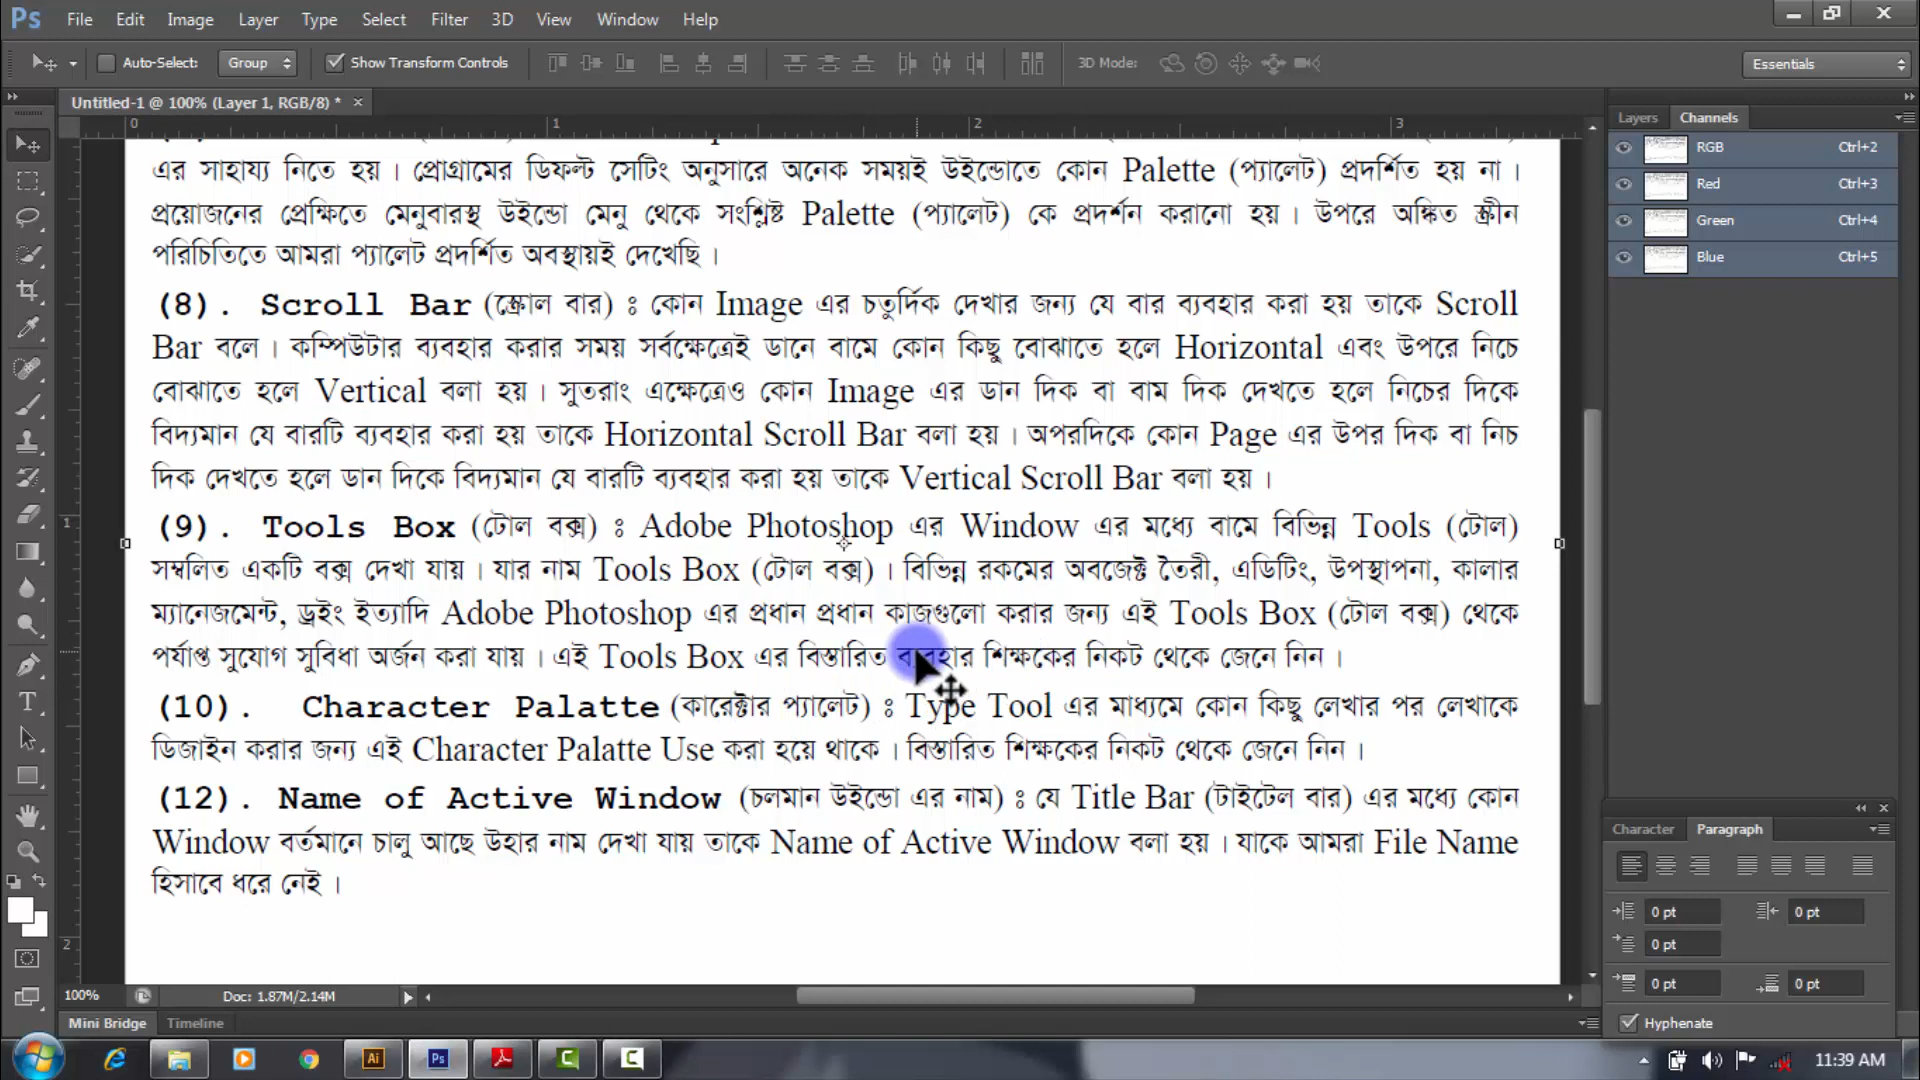 Ps File Edit Image Layer Type Select Filter 3D View Window Help
Auto-Select: Group Show Transform Controls 3D Mode: Essentials
Untitled-1 @ 100% (Layer 1, RGB/8) * ×
0 1 2 3
এর সাহায্য নিতে হয়। প্রোগ্রামের ডিফল্ট সেটিং অনুসারে অনেক সময়ই উইন্ডোতে কোন Palette (প্যালেট) প্রদর্শিত হয় না।
প্রয়োজনের প্রেক্ষিতে মেনুবারস্থ উইন্ডো মেনু থেকে সংশ্লিষ্ট Palette (প্যালেট) কে প্রদর্শন করানো হয়। উপরে অঙ্কিত স্ক্রীন
পরিচিতিতে আমরা প্যালেট প্রদর্শিত অবস্থায়ই দেখেছি।
(8). Scroll Bar (স্ক্রোল বার) ঃ কোন Image এর চতুর্দিক দেখার জন্য যে বার ব্যবহার করা হয় তাকে Scroll
Bar বলে। কম্পিউটার ব্যবহার করার সময় সর্বক্ষেত্রেই ডানে বামে কোন কিছু বোঝাতে হলে Horizontal এবং উপরে নিচে
বোঝাতে হলে Vertical বলা হয়। সুতরাং এক্ষেত্রেও কোন Image এর ডান দিক বা বাম দিক দেখতে হলে নিচের দিকে
বিদ্যমান যে বারটি ব্যবহার করা হয় তাকে Horizontal Scroll Bar বলা হয়। অপরদিকে কোন Page এর উপর দিক বা নিচ
দিক দেখতে হলে ডান দিকে বিদ্যমান যে বারটি ব্যবহার করা হয় তাকে Vertical Scroll Bar বলা হয়।
(9). Tools Box (টোল বক্স) ঃ Adobe Photoshop এর Window এর মধ্যে বামে বিভিন্ন Tools (টোল)
সম্বলিত একটি বক্স দেখা যায়। যার নাম Tools Box (টোল বক্স)। বিভিন্ন রকমের অবজেক্ট তৈরী, এডিটিং, উপস্থাপনা, কালার
ম্যানেজমেন্ট, ড্রইং ইত্যাদি Adobe Photoshop এর প্রধান প্রধান কাজগুলো করার জন্য এই Tools Box (টোল বক্স) থেকে
পর্যাপ্ত সুযোগ সুবিধা অর্জন করা যায়। এই Tools Box এর বিস্তারিত ব্যবহার শিক্ষকের নিকট থেকে জেনে নিন।
(10). Character Palatte (কারেক্টার প্যালেট) ঃ Type Tool এর মাধ্যমে কোন কিছু লেখার পর লেখাকে
ডিজাইন করার জন্য এই Character Palatte Use করা হয়ে থাকে। বিস্তারিত শিক্ষকের নিকট থেকে জেনে নিন।
(12). Name of Active Window (চলমান উইন্ডো এর নাম) ঃ যে Title Bar (টাইটেল বার) এর মধ্যে কোন
Window বর্তমানে চালু আছে উহার নাম দেখা যায় তাকে Name of Active Window বলা হয়। যাকে আমরা File Name
হিসাবে ধরে নেই।
1
2
Layers Channels
RGB Ctrl+2
Red Ctrl+3
Green Ctrl+4
Blue Ctrl+5
Character Paragraph
0 pt 0 pt
0 pt
0 pt 0 pt
Hyphenate
100% Doc: 1.87M/2.14M
Mini Bridge Timeline
Ai Ps 11:39 AM